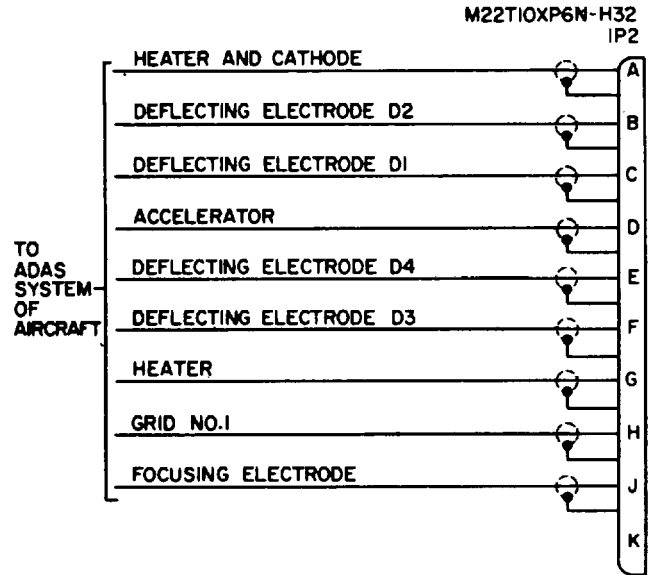 M22T10XP6N-H32
1P2
HEATER AND CATHODE
A
DEFLECTING ELECTRODE D2
B
DEFLECTING ELECTRODE D1
C
ACCELERATOR
D
TO
ADAS
SYSTEM
OF
AIRCRAFT
DEFLECTING ELECTRODE D4
E
DEFLECTING ELECTRODE D3
F
HEATER
G
GRID NO.1
H
FOCUSING ELECTRODE
J
K